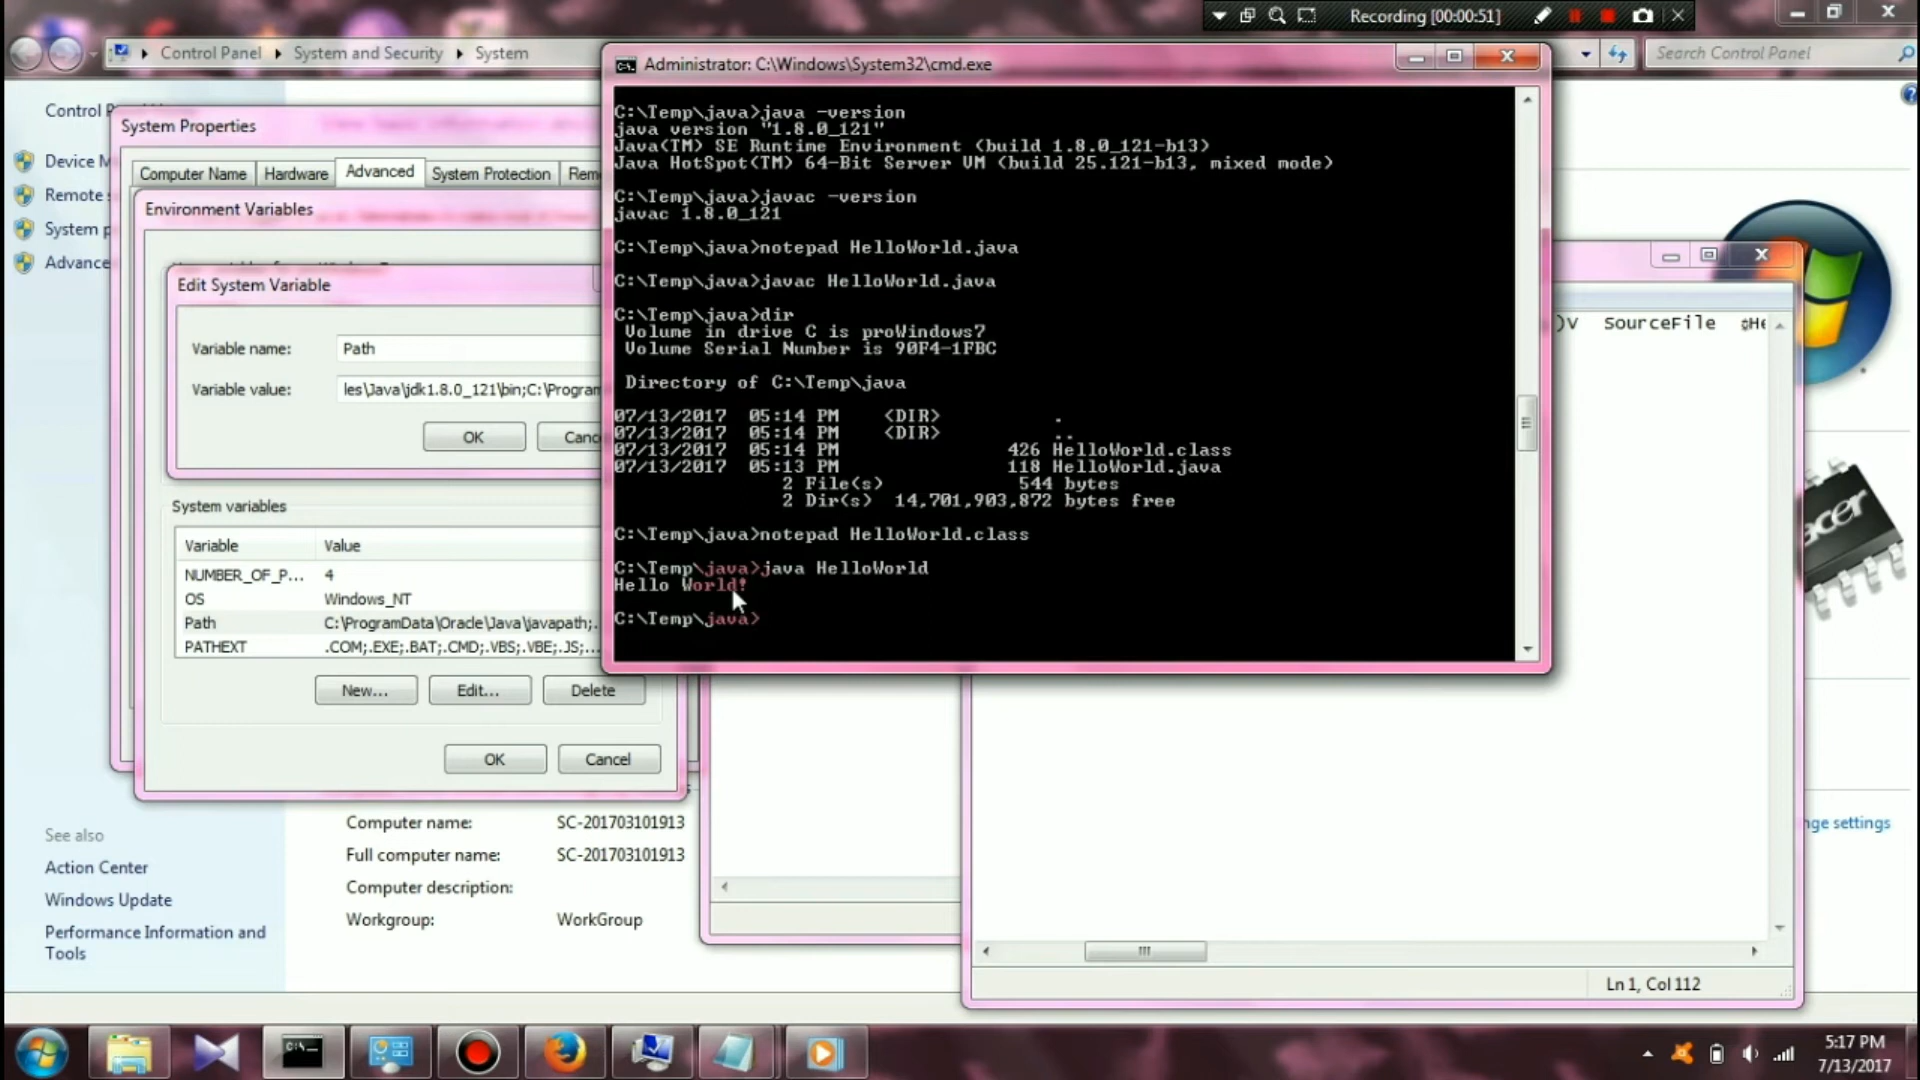 Recording [00:00:51]
Control Panel
System and Security
System
Search Control Panel
Administrator: C:\Windows\System32\cmd.exe
C:\Temp\java>java -version
java version "1.8.0_121"
Java(TM) SE Runtime Environment (build 1.8.0_121-b13)
Java HotSpot(TM) 64-Bit Server VM (build 25.121-b13, mixed mode)
C:\Temp\java>javac -version
javac 1.8.0_121
C:\Temp\java>notepad HelloWorld.java
C:\Temp\java>javac HelloWorld.java
C:\Temp\java>dir
Volume in drive C is proWindows7
Volume Serial Number is 90F4-1FBC
Directory of C:\Temp\java
07/13/2017 05:14 PM <DIR> .
07/13/2017 05:14 PM <DIR> ..
07/13/2017 05:14 PM 426 HelloWorld.class
07/13/2017 05:13 PM 118 HelloWorld.java
2 File(s) 544 bytes
2 Dir(s) 14,701,903,872 bytes free
C:\Temp\java>notepad HelloWorld.class
C:\Temp\java>java HelloWorld
Hello World!
C:\Temp\java>
Control P
Device M
Remote s
System p
Advance
System Properties
Computer Name
Hardware
Advanced
System Protection
Rem
Environment Variables
Edit System Variable
Variable name:
Path
Variable value:
les\Java\jdk1.8.0_121\bin;C:\Program
OK
Canc
System variables
Variable Value
NUMBER_OF_P... 4
OS Windows_NT
Path C:\ProgramData\Oracle\Java\javapath;.
PATHEXT .COM;.EXE;.BAT;.CMD;.VBS;.VBE;.JS;...
New...
Edit...
Delete
OK
Cancel
)V SourceFile
acer
See also
Action Center
Windows Update
Performance Information and
Tools
Computer name: SC-201703101913
Full computer name: SC-201703101913
Computer description:
Workgroup: WorkGroup
nge settings
Ln 1, Col 112
5:17 PM
7/13/2017